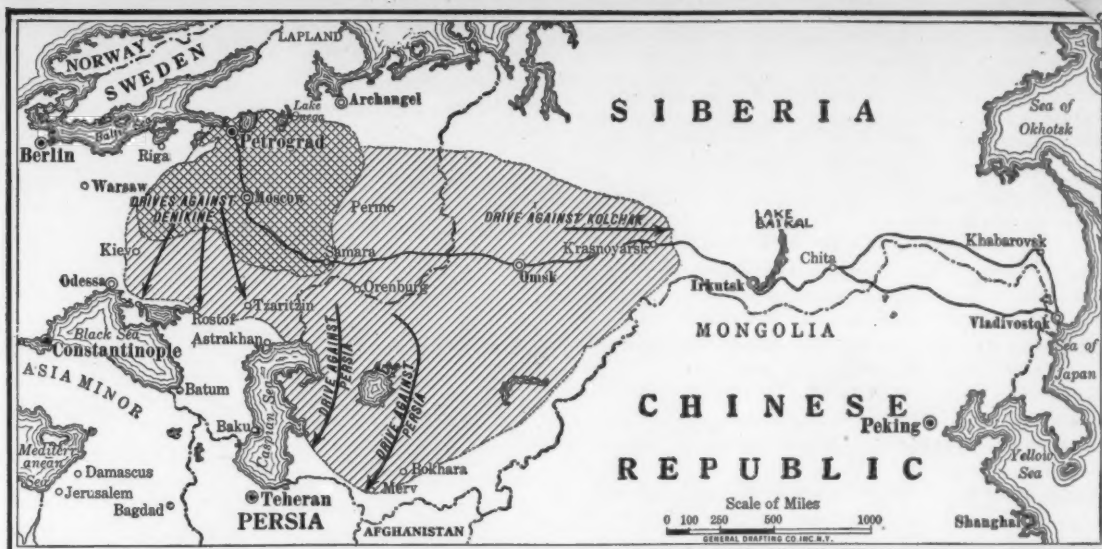 LAPLAND
NORWAY
SWEDEN
Archangel
Lake Onega
SIBERIA
Sea of
Okhotsk
Baltic
Petrograd
Berlin
Riga
Warsaw
Moscow
DRIVES AGAINST
DENIKINE
Perm
DRIVE AGAINST KOLCHAK
LAKE
BAIKAL
Kiev
Samara
Krasnoyarsk
Chita
Khabarovsk
Odessa
Omsk
Irkutsk
Orenburg
Tzaritzin
Rostof
Astrakhan
MONGOLIA
Vladivostok
Black Sea
Constantinople
Sea of
Japan
ASIA MINOR
Batum
DRIVE AGAINST
PERSIA
DRIVE AGAINST
PERSIA
CHINESE
Peking
Baku
Caspian Sea
REPUBLIC
Yellow
Sea
Mediterr
anean
Sea
Damascus
Jerusalem
Bagdad
Bokhara
Merv
Teheran
PERSIA
AFGHANISTAN
Scale of Miles
0 100 250 500 1000
GENERAL DRAFTING CO. INC. N.Y.
Shanghai